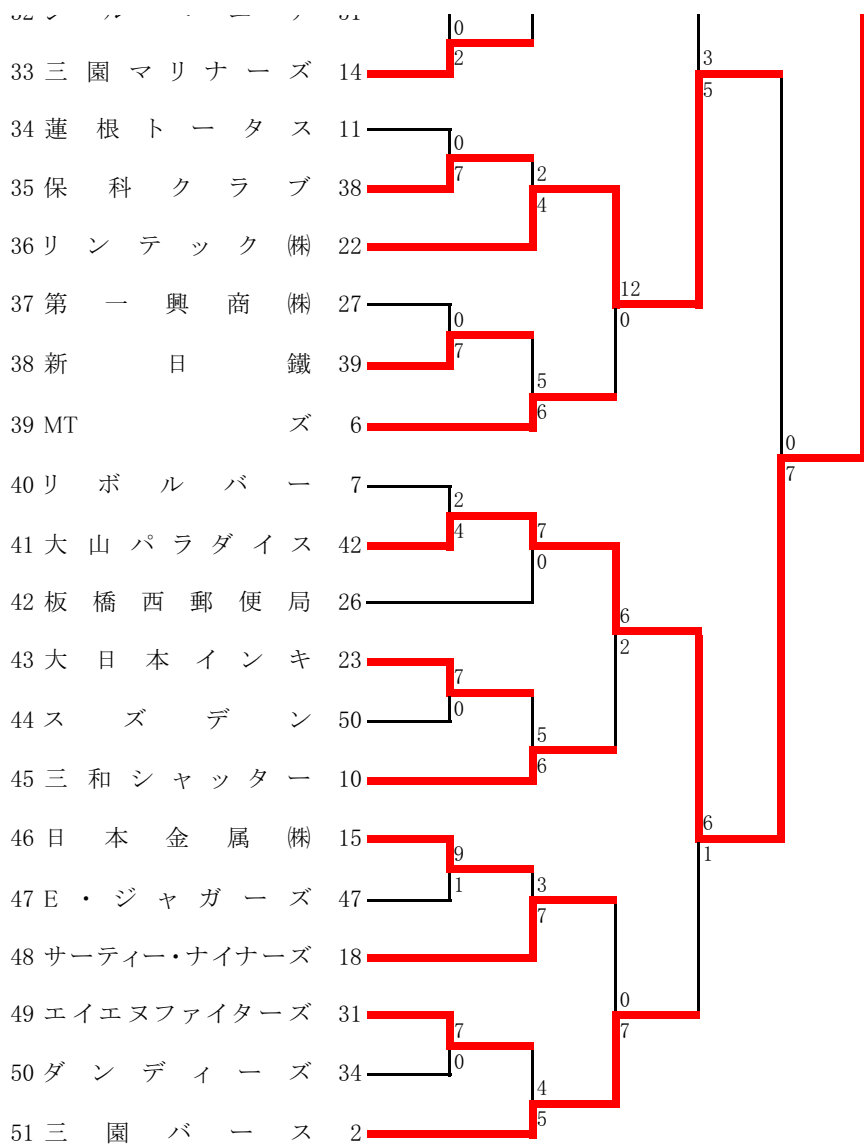 0
2
3
33 三園マリナーズ 14
5
34 蓮根トータス 11
0
7
2
35 保科クラブ 38
4
36 リンテック㈱ 22
12
37 第一興商㈱ 27
0
0
7
38 新日鐵 39
5
6
39 MTズ 6
0
7
40 リボルバー 7
2
4
7
41 大山パラダイス 42
0
42 板橋西郵便局 26
6
2
43 大日本インキ 23
7
0
44 スズデン 50
5
6
45 三和シャッター 10
6
46 日本金属㈱ 15
9
1
1
3
47 E・ジャガーズ 47
7
48 サーティー・ナイナーズ 18
0
49 エイエヌファイターズ 31
7
7
0
50 ダンディーズ 34
4
5
51 三園バース 2